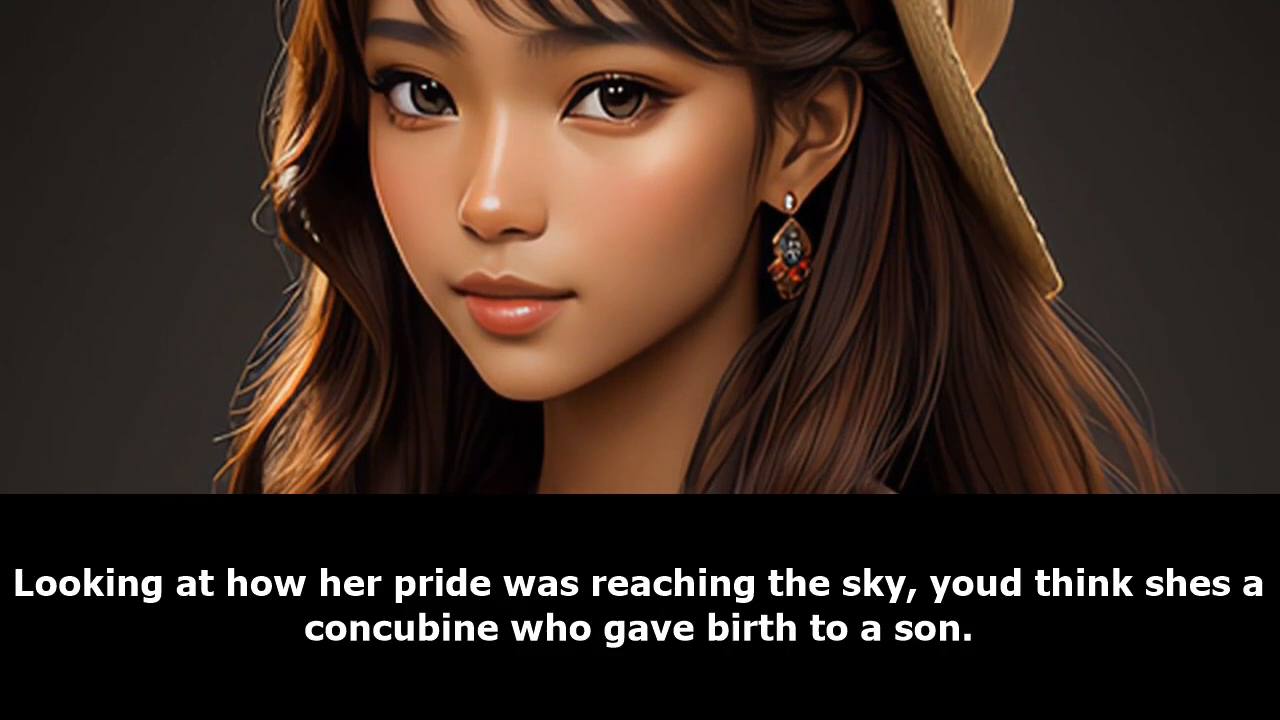 Looking at how her pride was reaching the sky, youd think shes a
concubine who gave birth to a son.